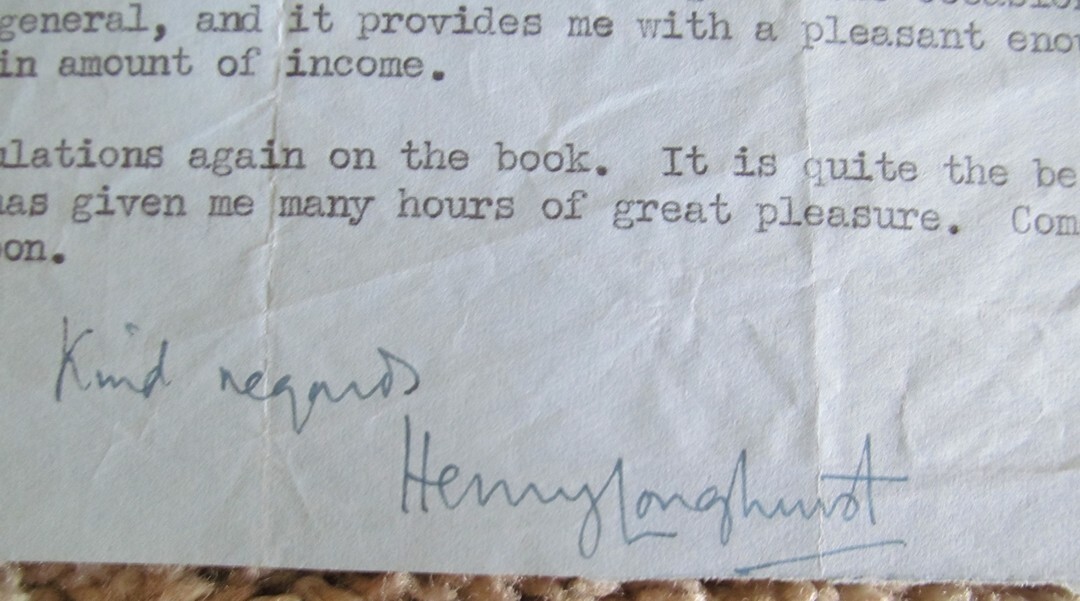 general, and it provides me with a pleasant eno
in amount of income.
ulations again on the book. It is quite the be
as given me many hours of great pleasure. Com
on.
Kind regards
Henry Longhurst